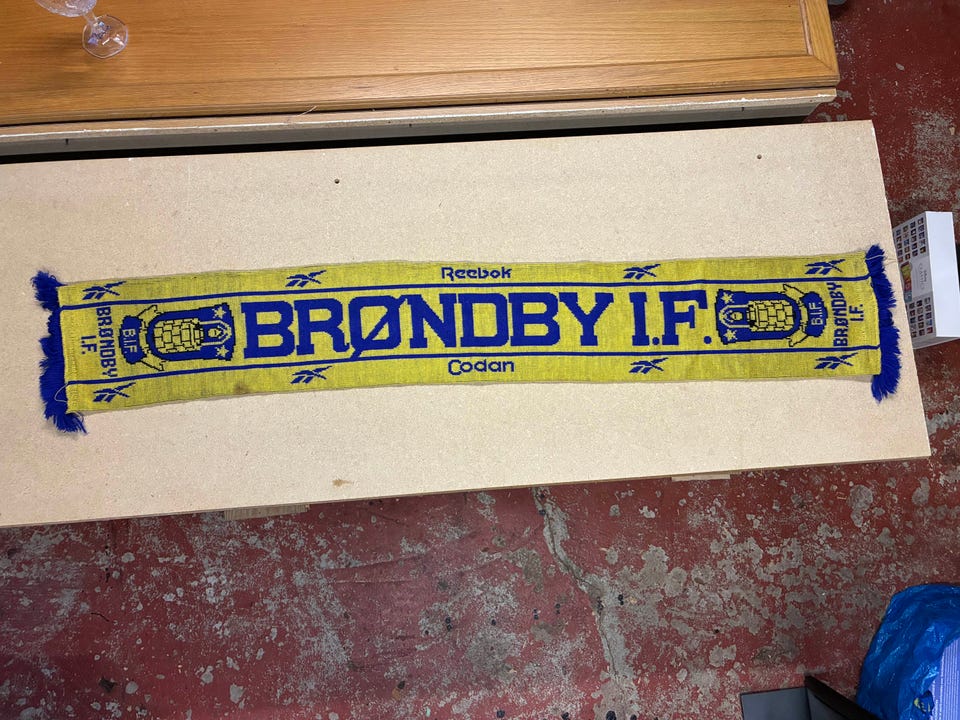 Reebok
BRØNDBY
I.F.
B.I.F
BRØNDBY I.F.
B.I.F
BRØNDBY
I.F.
Codan